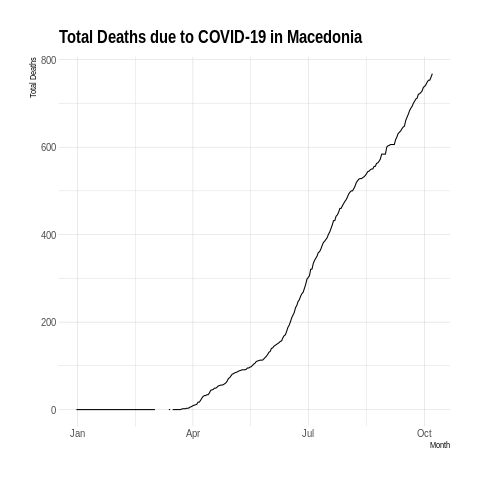 Total Deaths due to COVID-19 in Macedonia
Total Deaths
800
600
400
200
0
Jan Apr Jul Oct
Month